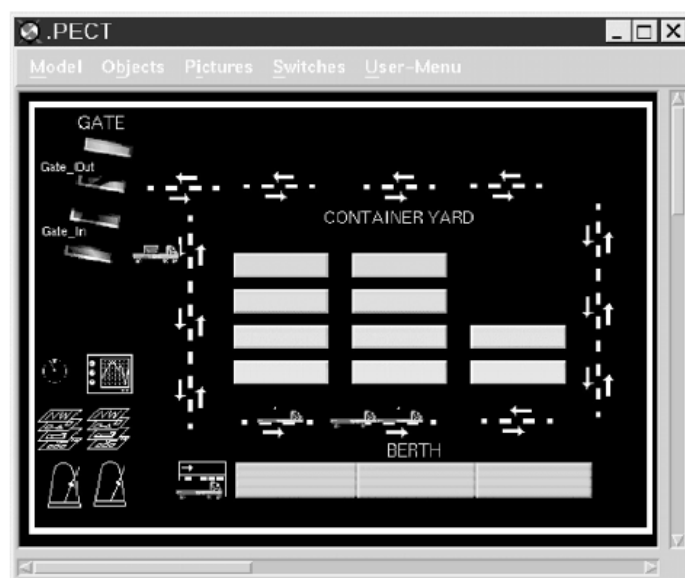 .PECT
Model Objects Pictures Switches User-Menu
GATE
Gate_Out
Gate_In
CONTAINER YARD
BERTH